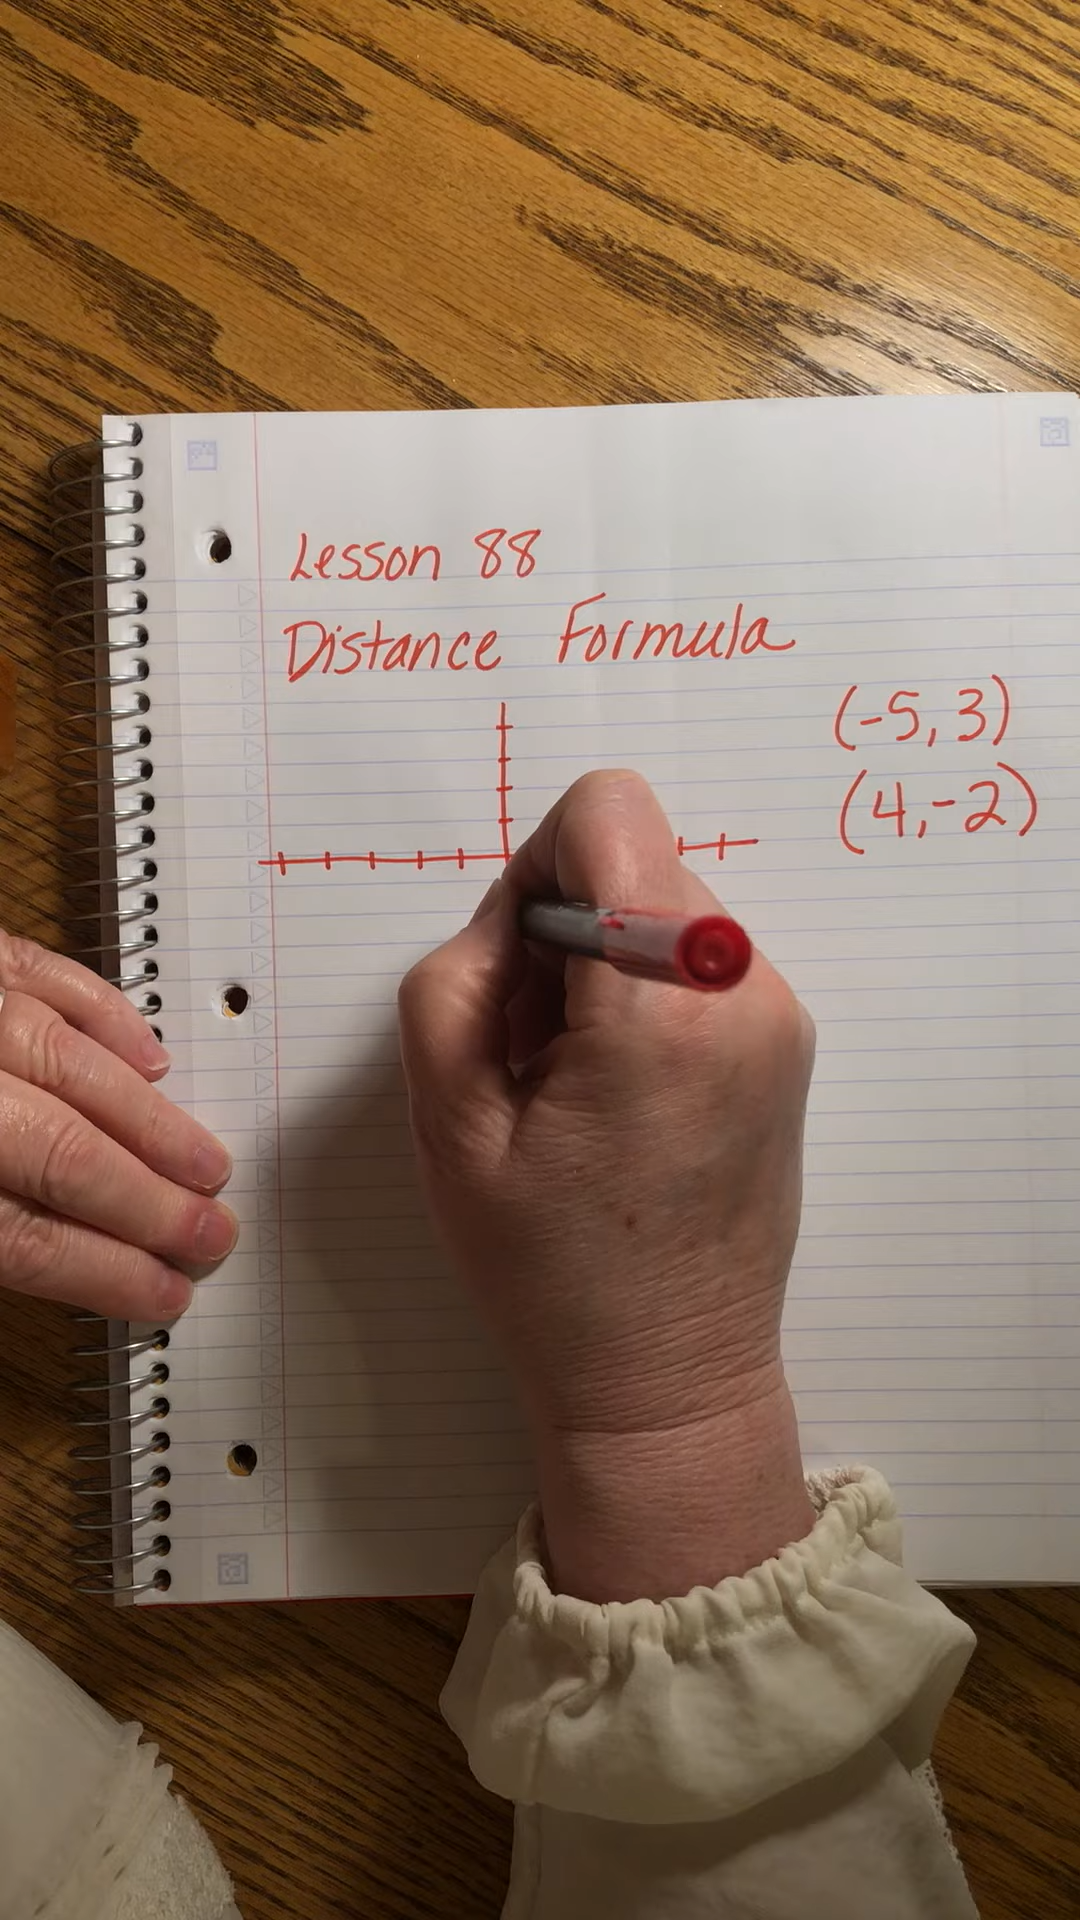 Lesson 88
Distance Formula
(-5, 3)
(4, -2)